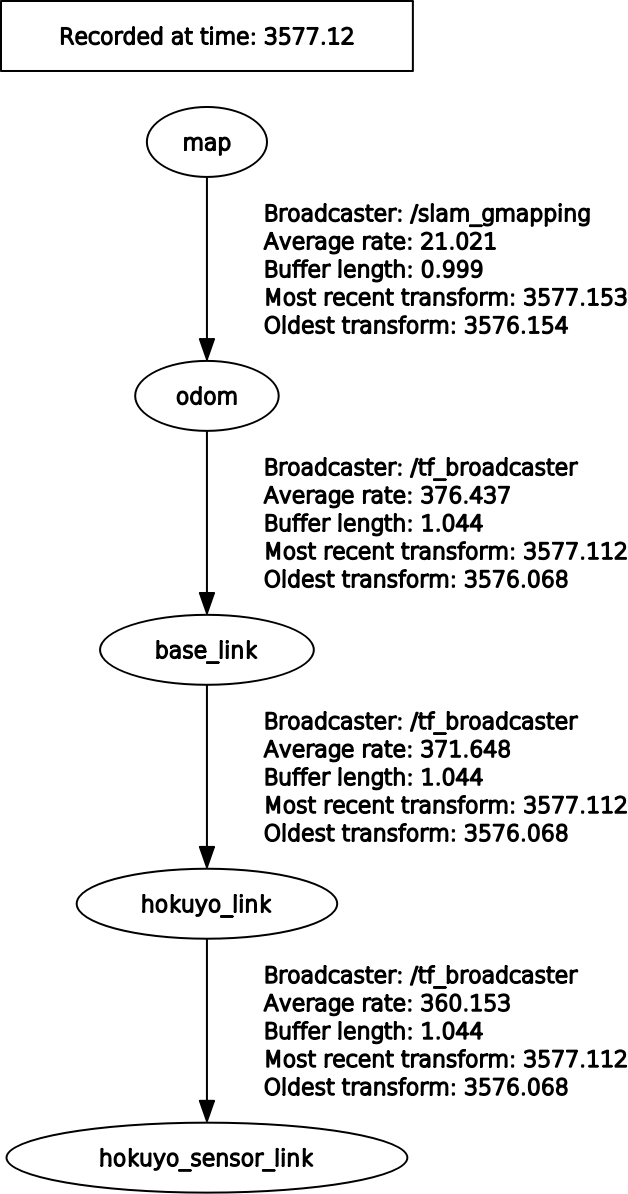 Recorded at time: 3577.12
map
Broadcaster: /slam_gmapping
Average rate: 21.021
Buffer length: 0.999
Most recent transform: 3577.153
Oldest transform: 3576.154
odom
Broadcaster: /tf_broadcaster
Average rate: 376.437
Buffer length: 1.044
Most recent transform: 3577.112
Oldest transform: 3576.068
base_link
Broadcaster: /tf_broadcaster
Average rate: 371.648
Buffer length: 1.044
Most recent transform: 3577.112
Oldest transform: 3576.068
hokuyo_link
Broadcaster: /tf_broadcaster
Average rate: 360.153
Buffer length: 1.044
Most recent transform: 3577.112
Oldest transform: 3576.068
hokuyo_sensor_link